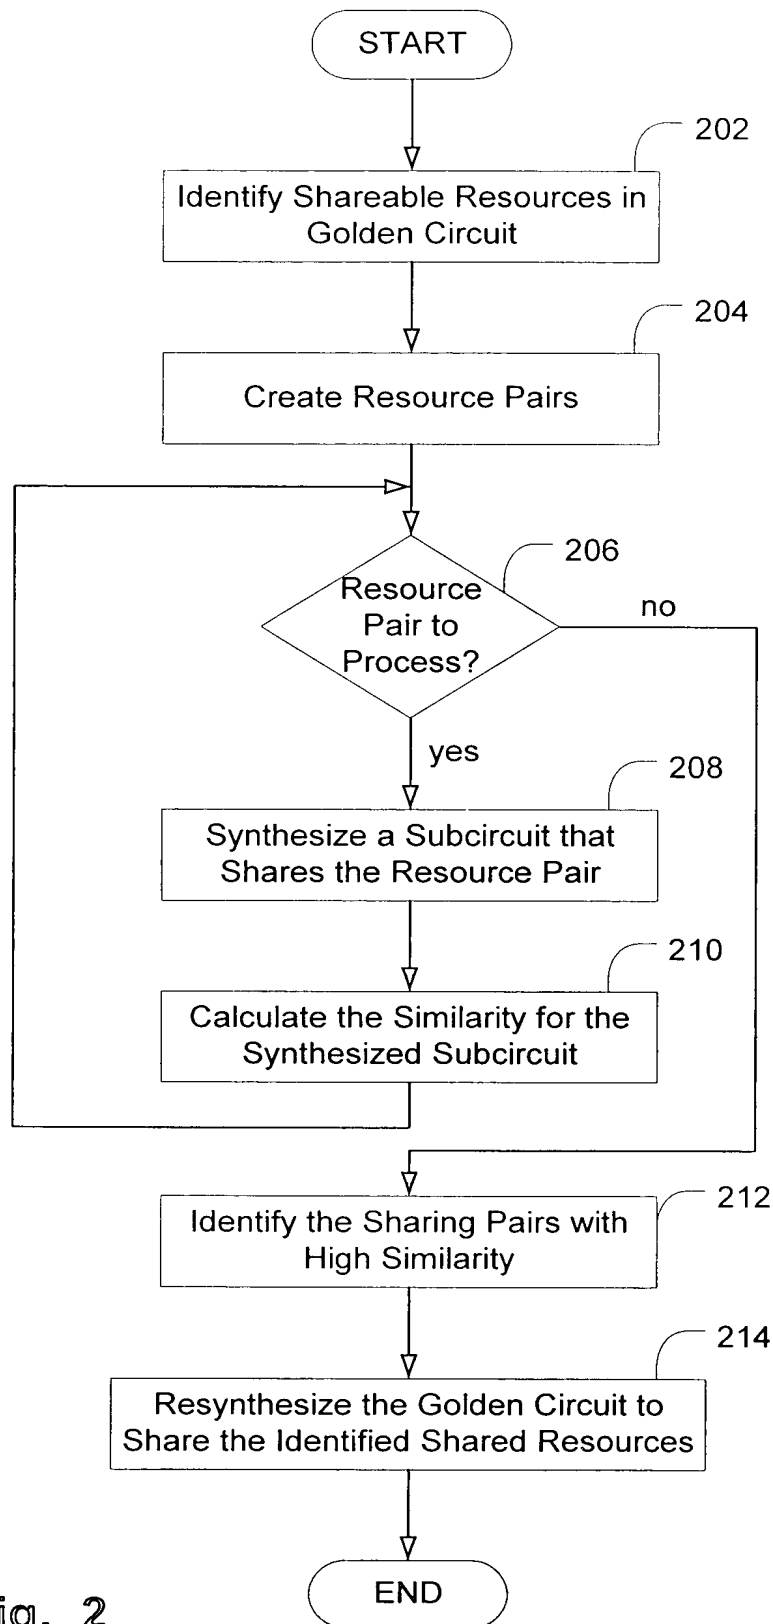 START
202
Identify Shareable Resources in
Golden Circuit
204
Create Resource Pairs
206
Resource
Pair to
Process?
no
yes
208
Synthesize a Subcircuit that
Shares the Resource Pair
210
Calculate the Similarity for the
Synthesized Subcircuit
212
Identify the Sharing Pairs with
High Similarity
214
Resynthesize the Golden Circuit to
Share the Identified Shared Resources
END
ig. 2